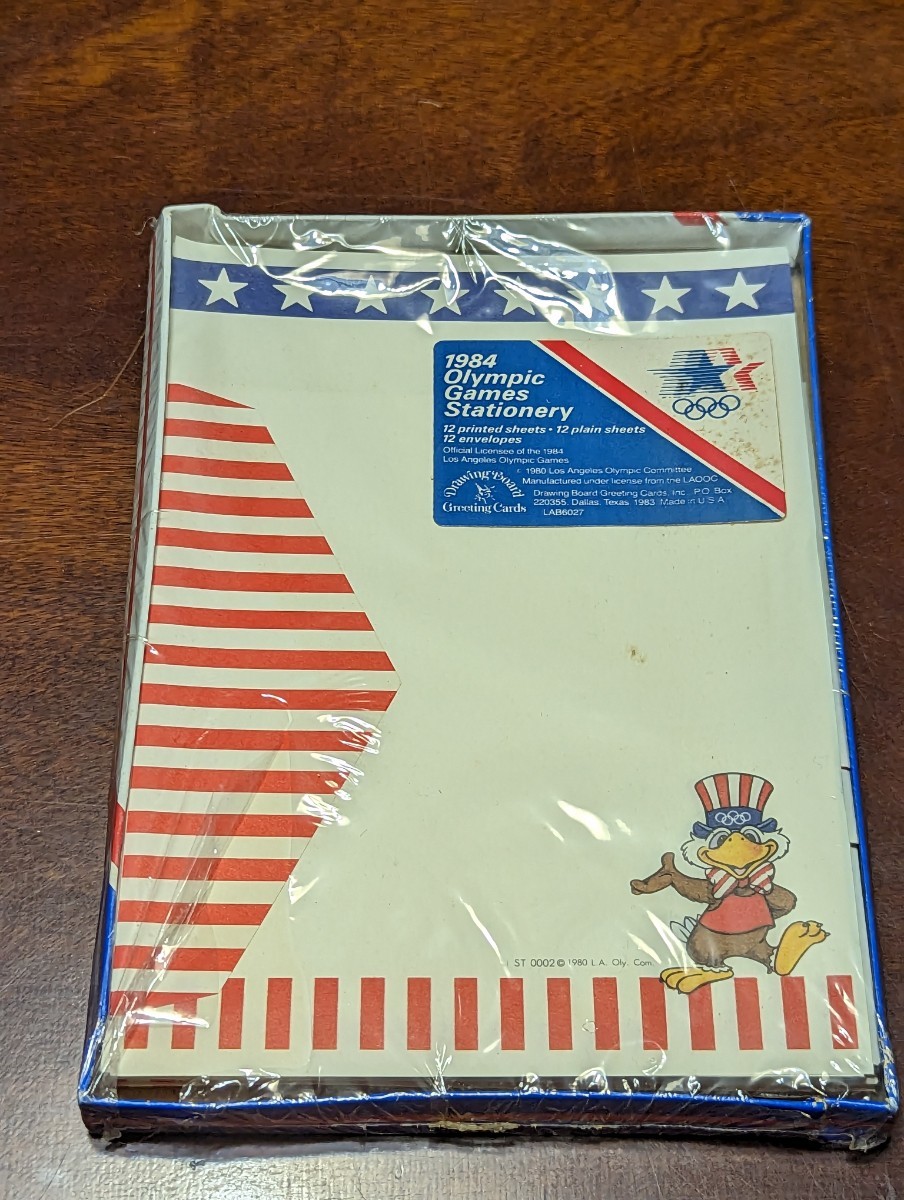 1984
Olympic
Games
Stationery
12 printed sheets • 12 plain sheets
12 envelopes
Official Licensee of the 1984
Los Angeles Olympic Games
© 1980 Los Angeles Olympic Committee
Manufactured under license from the LAOOC
Drawing Board
Greeting Cards
Drawing Board Greeting Cards, Inc., P.O. Box
220355, Dallas, Texas 1983 Made in U.S.A.
LAB6027
ST 0002 © 1980 L.A. Oly. Com.